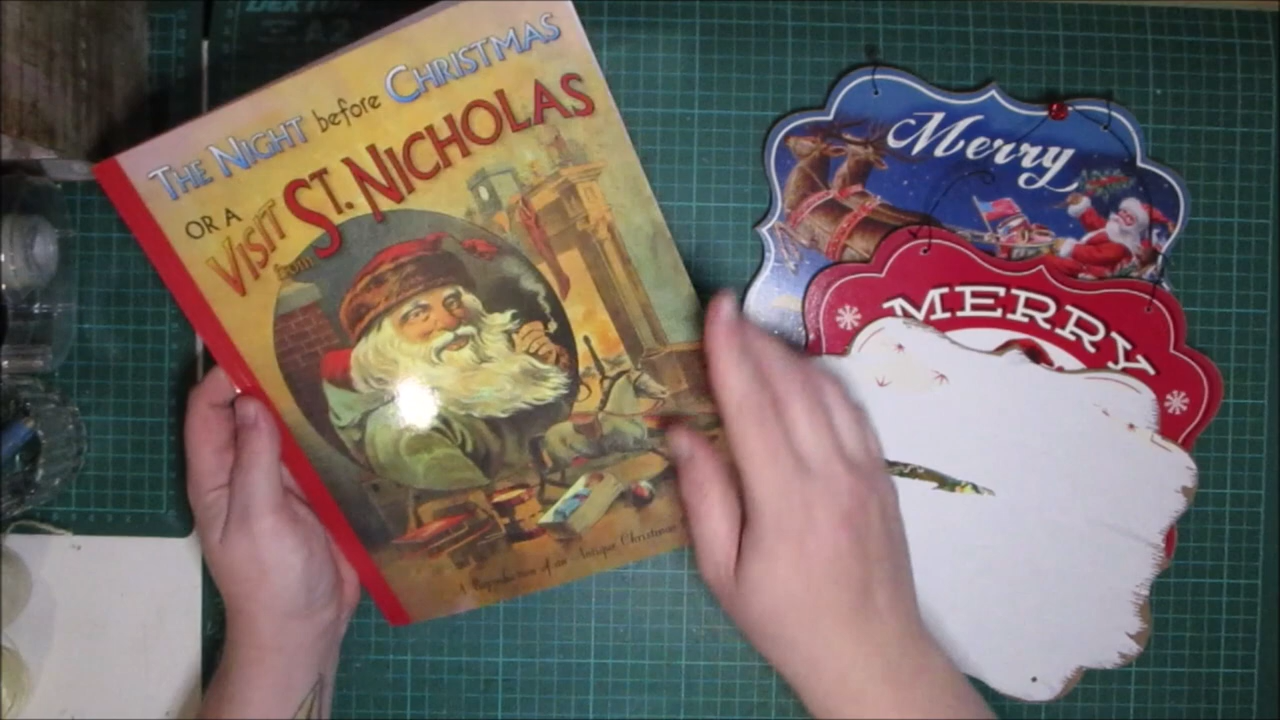 THE NIGHT before CHRISTMAS
OR A
VISIT
from
ST. NICHOLAS
A Reproduction of an Antique Christmas
Merry
MERRY